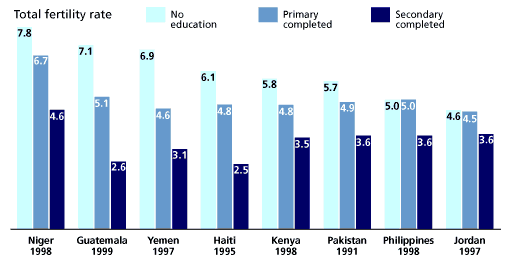 Total fertility rate
No education
Primary completed
Secondary completed
7.8 6.7 4.6
7.1 5.1 2.6
6.9 4.6 3.1
6.1 4.8 2.5
5.8 4.8 3.5
5.7 4.9 3.6
5.0 5.0 3.6
4.6 4.5 3.6
Niger 1998
Guatemala 1999
Yemen 1997
Haiti 1995
Kenya 1998
Pakistan 1991
Philippines 1998
Jordan 1997